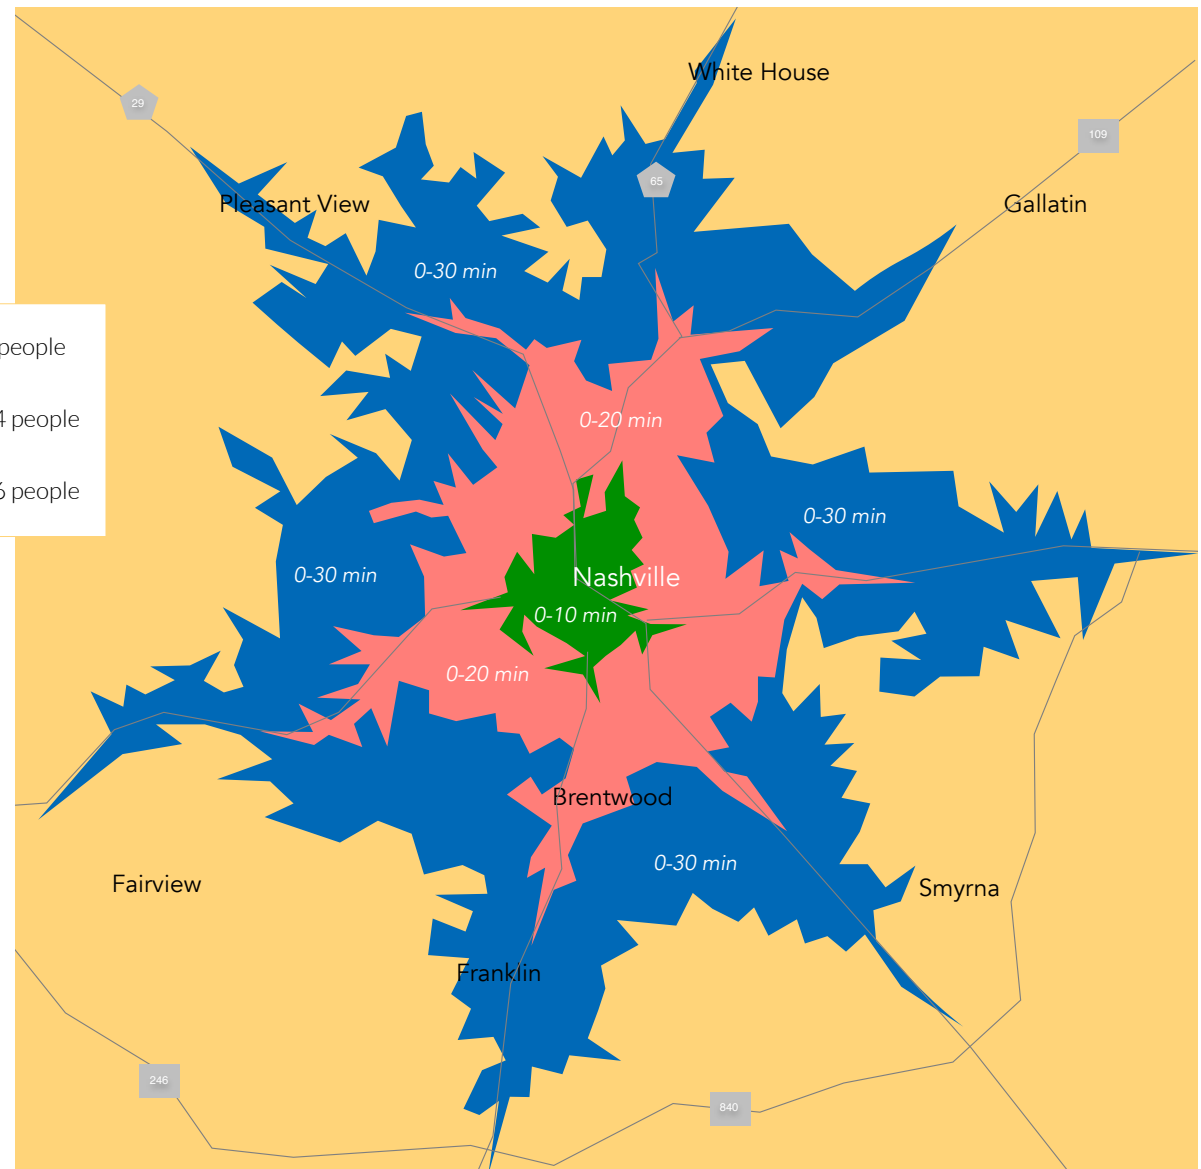 White House
29
109
65
Pleasant View
Gallatin
0-30 min
people
4 people
0-20 min
6 people
0-30 min
0-30 min
Nashville
0-10 min
0-20 min
Brentwood
0-30 min
Fairview
Smyrna
Franklin
246
840